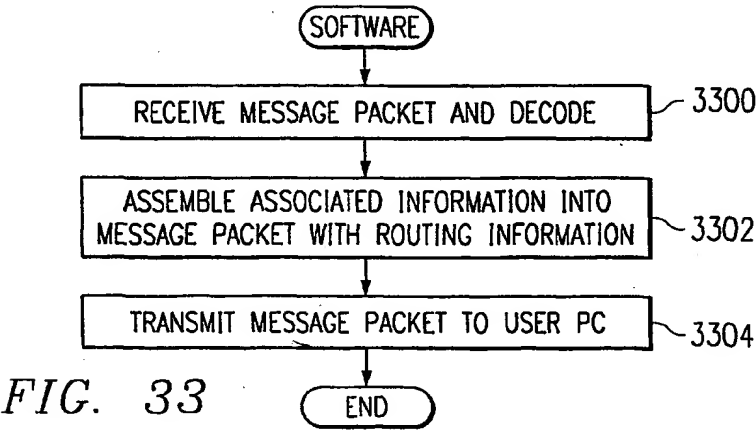 SOFTWARE
RECEIVE MESSAGE PACKET AND DECODE
3300
ASSEMBLE ASSOCIATED INFORMATION INTO
MESSAGE PACKET WITH ROUTING INFORMATION
3302
TRANSMIT MESSAGE PACKET TO USER PC
3304
FIG. 33
END